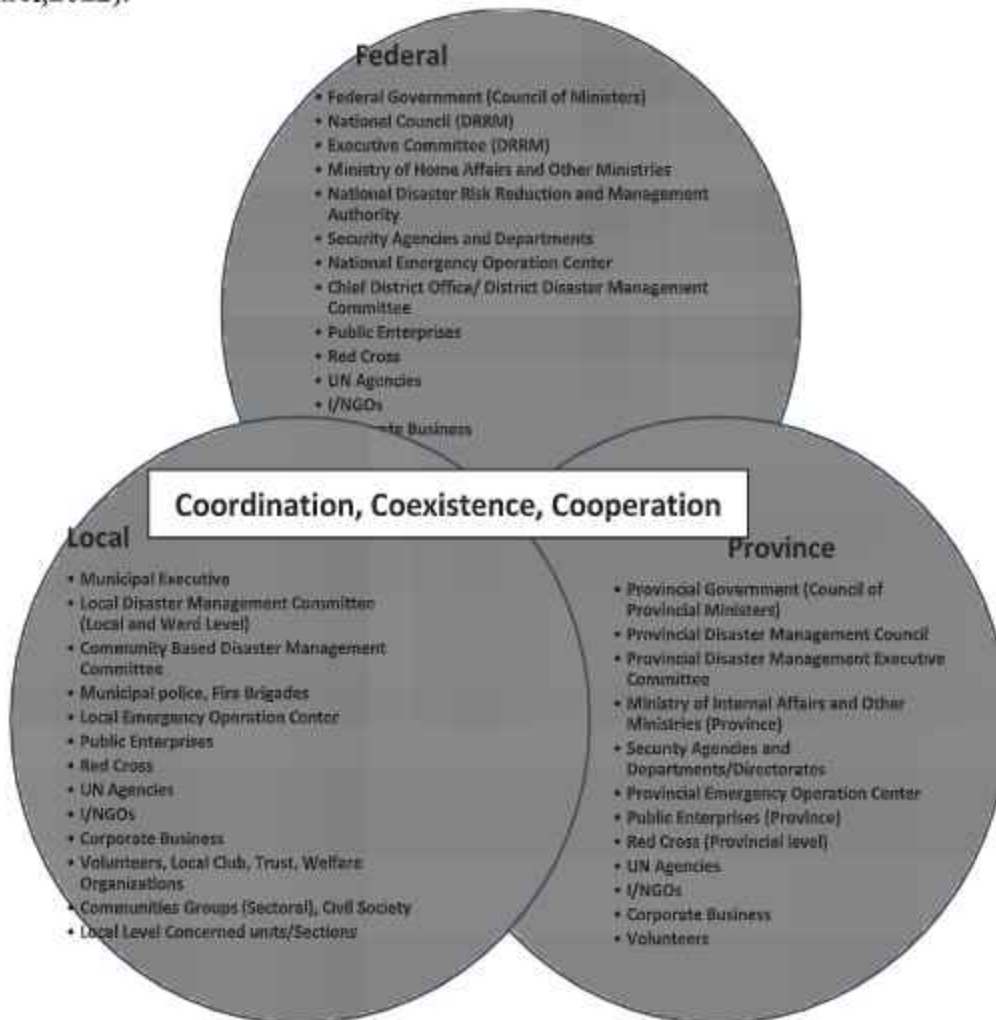 Federal
• Federal Government (Council of Ministers)
• National Council (DRRM)
• Executive Committee (DRRM)
• Ministry of Home Affairs and Other Ministries
• National Disaster Risk Reduction and Management
Authority
• Security Agencies and Departments
• National Emergency Operation Center
• Chief District Office/ District Disaster Management
Committee
• Public Enterprises
• Red Cross
• UN Agencies
• I/NGOs
Business
Coordination, Coexistence, Cooperation
Local
• Municipal Executive
• Local Disaster Management Committee
(Local and Ward Level)
• Community Based Disaster Management
Committee
• Municipal police, Fire Brigades
• Local Emergency Operation Center
• Public Enterprises
• Red Cross
• UN Agencies
• I/NGOs
• Corporate Business
• Volunteers, Local Club, Trust, Welfare
Organizations
• Communities Groups (Sectoral), Civil Society
• Local Level Concerned units/Sections
Province
• Provincial Government (Council of
Provincial Ministers)
• Provincial Disaster Management Council
• Provincial Disaster Management Executive
Committee
• Ministry of Internal Affairs and Other
Ministries (Province)
• Security Agencies and
Departments/Directorates
• Provincial Emergency Operation Center
• Public Enterprises (Province)
• Red Cross (Provincial level)
• UN Agencies
• I/NGOs
• Corporate Business
• Volunteers